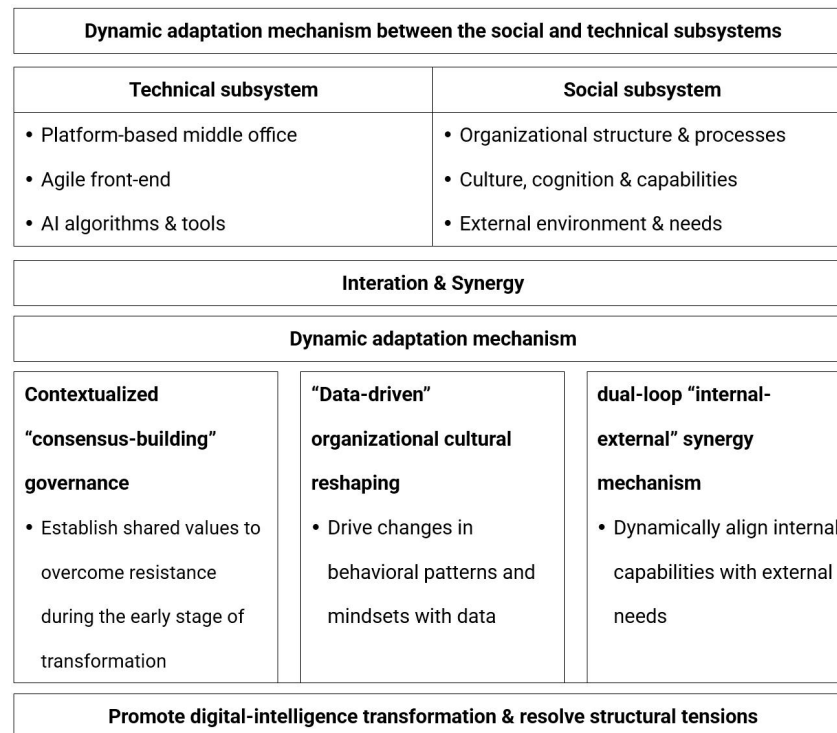 Dynamic adaptation mechanism between the social and technical subsystems
Technical subsystem
• Platform-based middle office
• Agile front-end
• AI algorithms & tools
Social subsystem
• Organizational structure & processes
• Culture, cognition & capabilities
• External environment & needs
Interation & Synergy
Dynamic adaptation mechanism
Contextualized
“consensus-building”
governance
• Establish shared values to
overcome resistance
during the early stage of
transformation
“Data-driven”
organizational cultural
reshaping
• Drive changes in
behavioral patterns and
mindsets with data
dual-loop “internal-
external” synergy
mechanism
• Dynamically align internal
capabilities with external
needs
Promote digital-intelligence transformation & resolve structural tensions